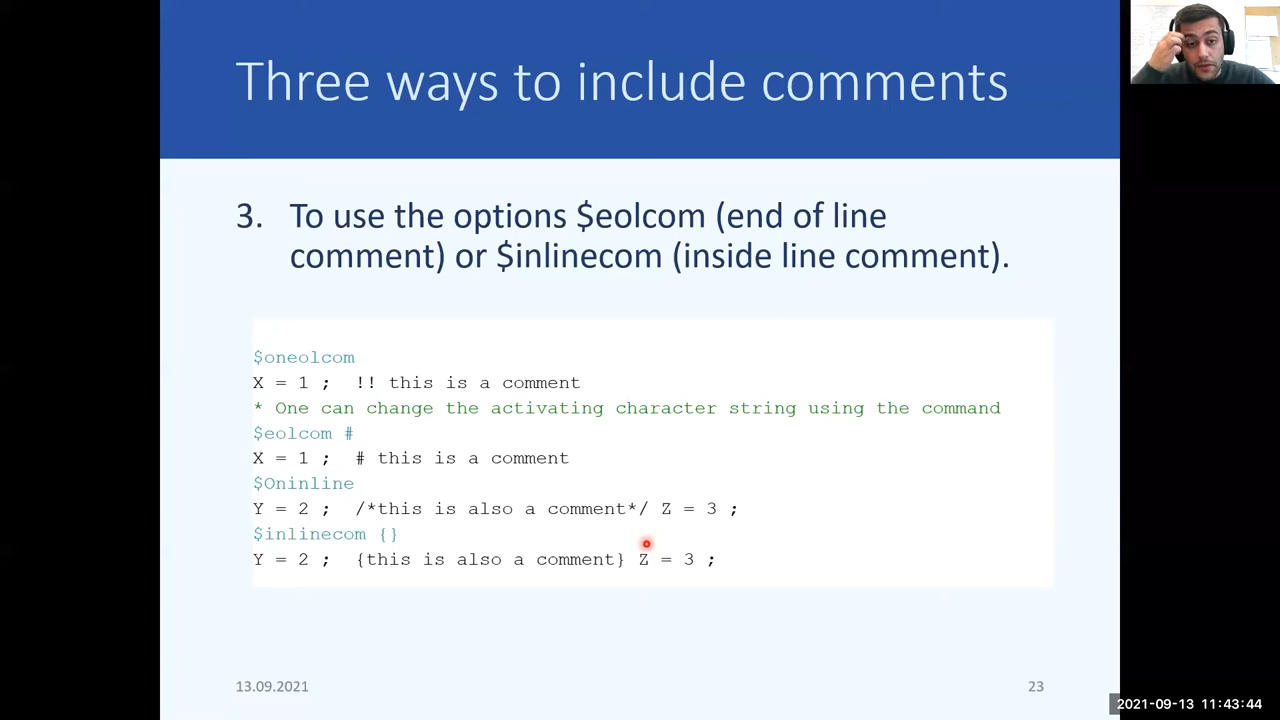 Three ways to include comments
3. To use the options $eolcom (end of line
comment) or $inlinecom (inside line comment).
$oneolcom
X = 1 ; !! this is a comment
* One can change the activating character string using the command
$eolcom #
X = 1 ; # this is a comment
$Oninline
Y = 2 ; /*this is also a comment*/ Z = 3 ;
$inlinecom {}
Y = 2 ; {this is also a comment} Z = 3 ;
13.09.2021
23
2021-09-13 11:43:44